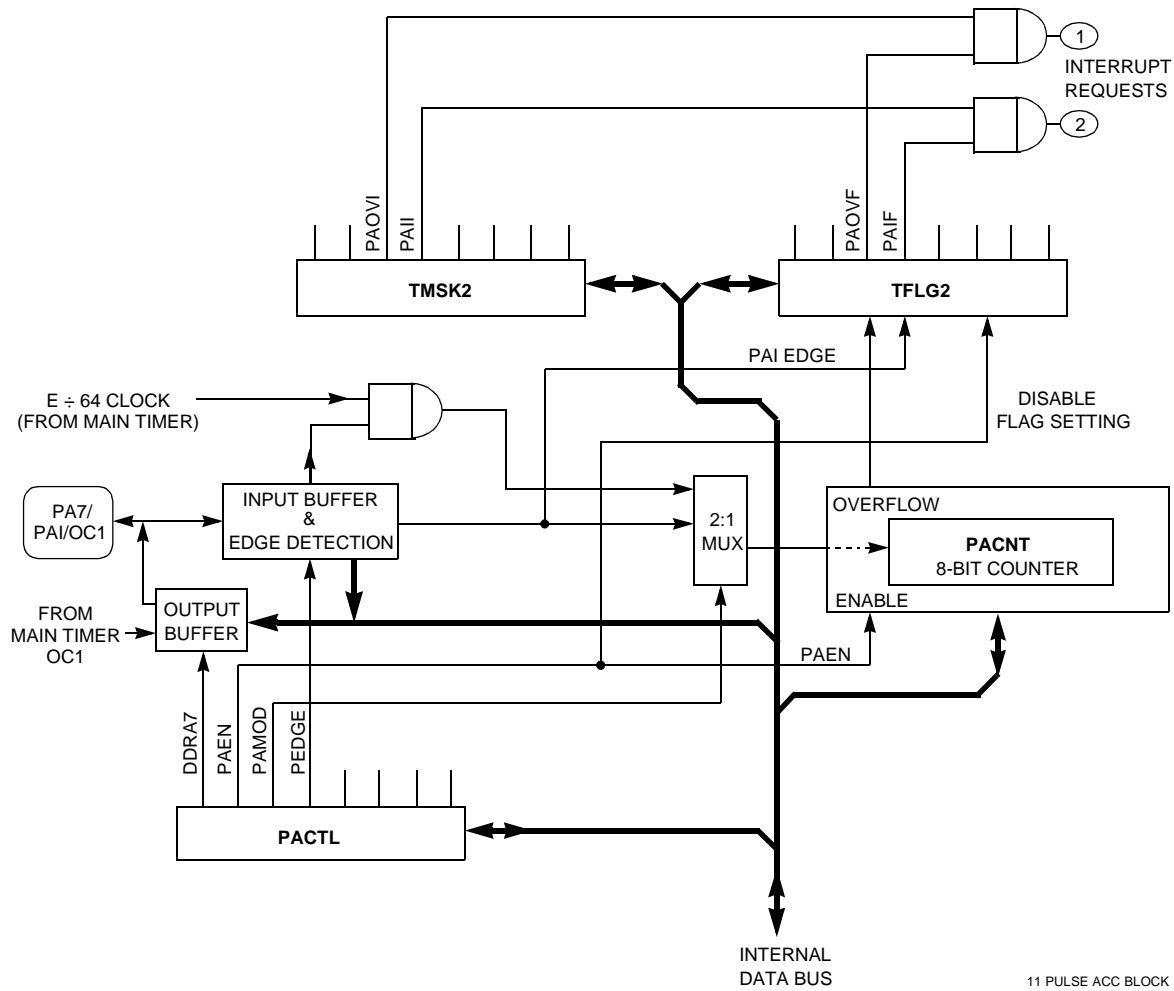 1
INTERRUPT
REQUESTS
2
PAOVI
PAII
PAOVF
PAIF
TMSK2
TFLG2
PAI EDGE
E ÷ 64 CLOCK
(FROM MAIN TIMER)
DISABLE
FLAG SETTING
PA7/
PAI/OC1
INPUT BUFFER
&
EDGE DETECTION
2:1
MUX
OVERFLOW
PACNT
8-BIT COUNTER
ENABLE
FROM
MAIN TIMER
OC1
OUTPUT
BUFFER
PAEN
DDRA7
PAEN
PAMOD
PEDGE
PACTL
INTERNAL
DATA BUS
11 PULSE ACC BLOCK